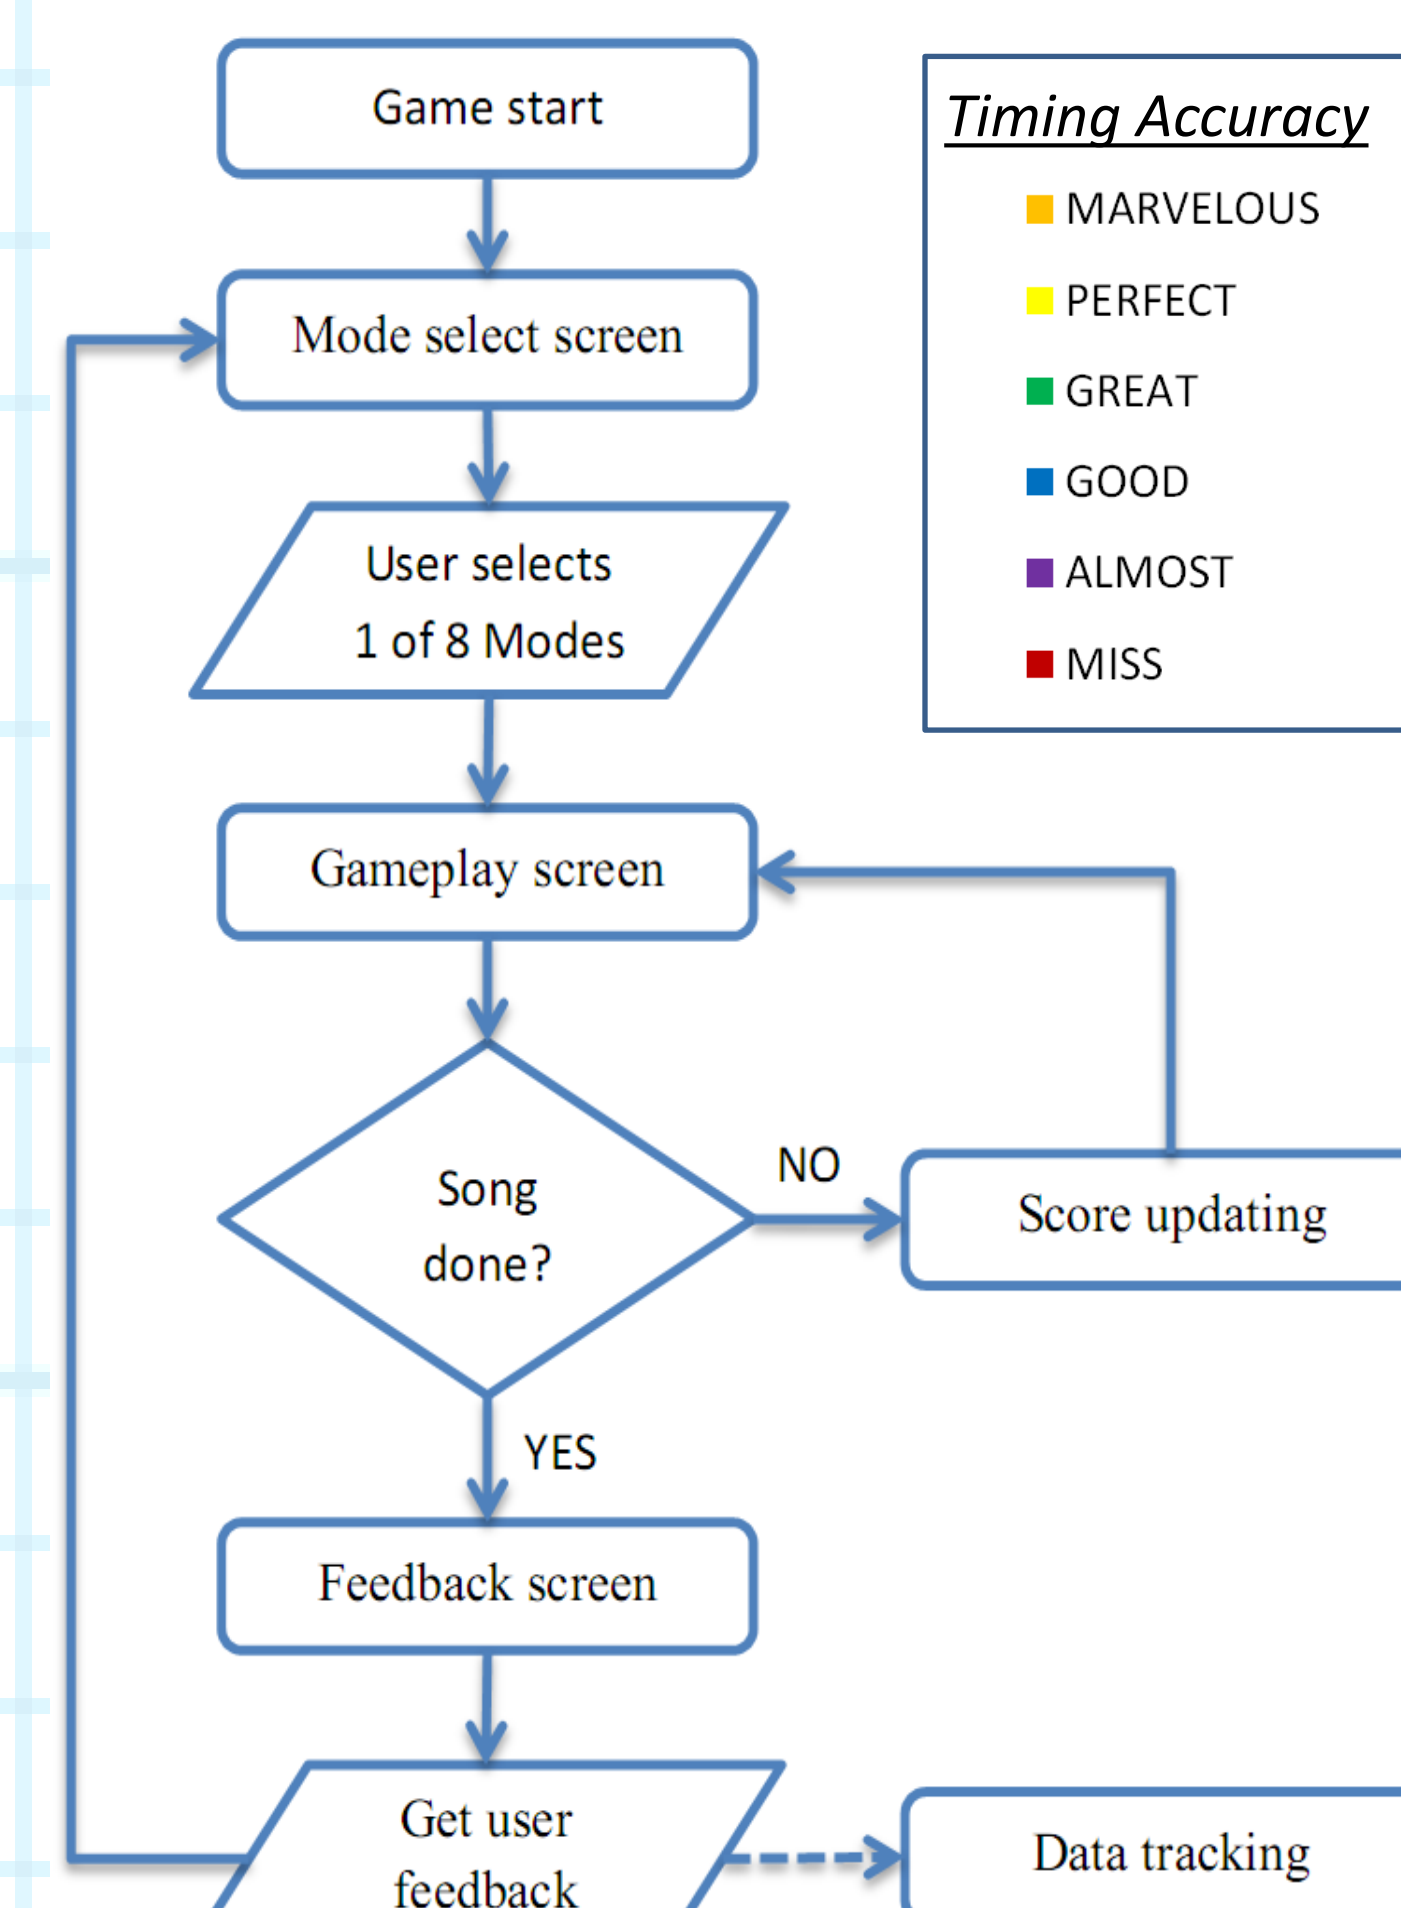 Game start
Mode select screen
User selects
1 of 8 Modes
Gameplay screen
Song
done?
NO
Score updating
YES
Feedback screen
Get user
feedback
Data tracking
Timing Accuracy
MARVELOUS
PERFECT
GREAT
GOOD
ALMOST
MISS